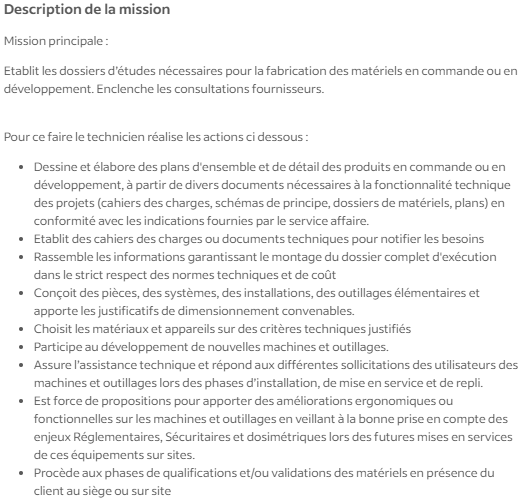 Description de la mission
Mission principale :
Etablit les dossiers d'études nécessaires pour la fabrication des matériels en commande ou en
développement. Enclenche les consultations fournisseurs.
Pour ce faire le technicien réalise les actions ci dessous :
• Dessine et élabore des plans d'ensemble et de détail des produits en commande ou en
développement, à partir de divers documents nécessaires à la fonctionnalité technique
des projets (cahiers des charges, schémas de principe, dossiers de matériels, plans) en
conformité avec les indications fournies par le service affaire.
• Etablit des cahiers des charges ou documents techniques pour notifier les besoins
• Rassemble les informations garantissant le montage du dossier complet d'exécution
dans le strict respect des normes techniques et de coût
• Conçoit des pièces, des systèmes, des installations, des outillages élémentaires et
apporte les justificatifs de dimensionnement convenables.
• Choisit les matériaux et appareils sur des critères techniques justifiés
• Participe au développement de nouvelles machines et outillages.
• Assure l'assistance technique et répond aux différentes sollicitations des utilisateurs des
machines et outillages lors des phases d'installation, de mise en service et de repli.
• Est force de propositions pour apporter des améliorations ergonomiques ou
fonctionnelles sur les machines et outillages en veillant à la bonne prise en compte des
enjeux Réglementaires, Sécuritaires et dosimétriques lors des futures mises en services
de ces équipements sur sites.
• Procède aux phases de qualifications et/ou validations des matériels en présence du
client au siège ou sur site